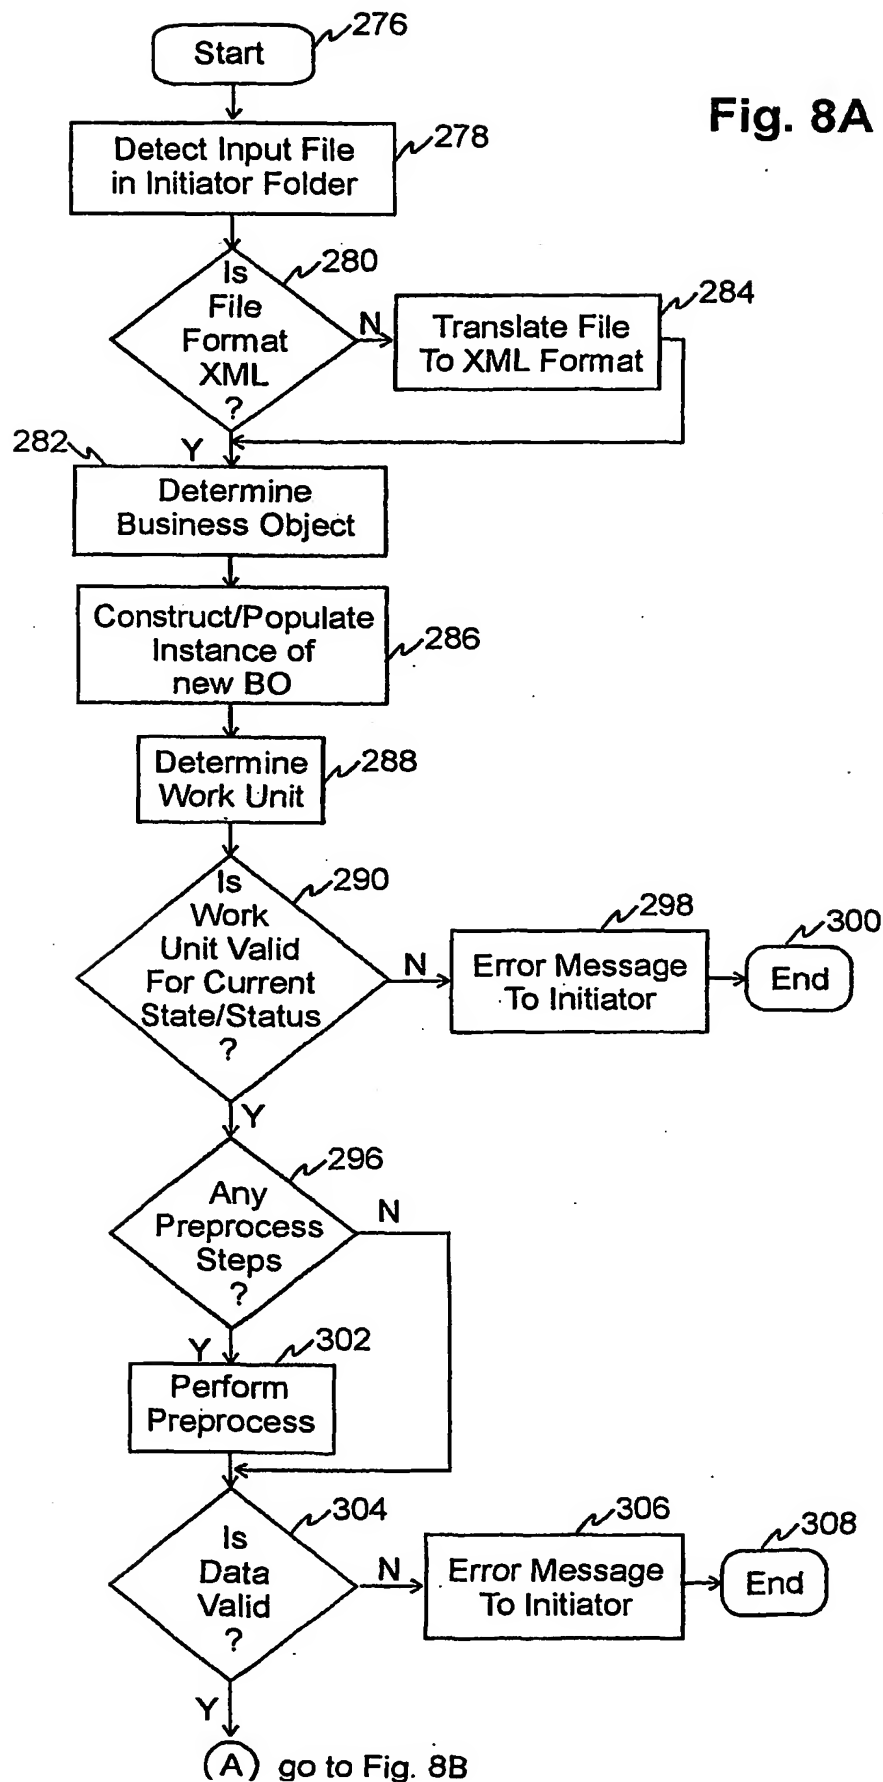 276
Start
Fig. 8A
278
Detect Input File
in Initiator Folder
280
Is
File
Format
XML
?
N
284
Translate File
To XML Format
Y
282
Determine
Business Object
Construct/Populate
Instance of
new BO
286
Determine
Work Unit
288
290
Is
Work
Unit Valid
For Current
State/Status
?
N
298
Error Message
To Initiator
300
End
Y
296
Any
Preprocess
Steps
?
N
Y
302
Perform
Preprocess
304
Is
Data
Valid
?
N
306
Error Message
To Initiator
308
End
Y
A go to Fig. 8B